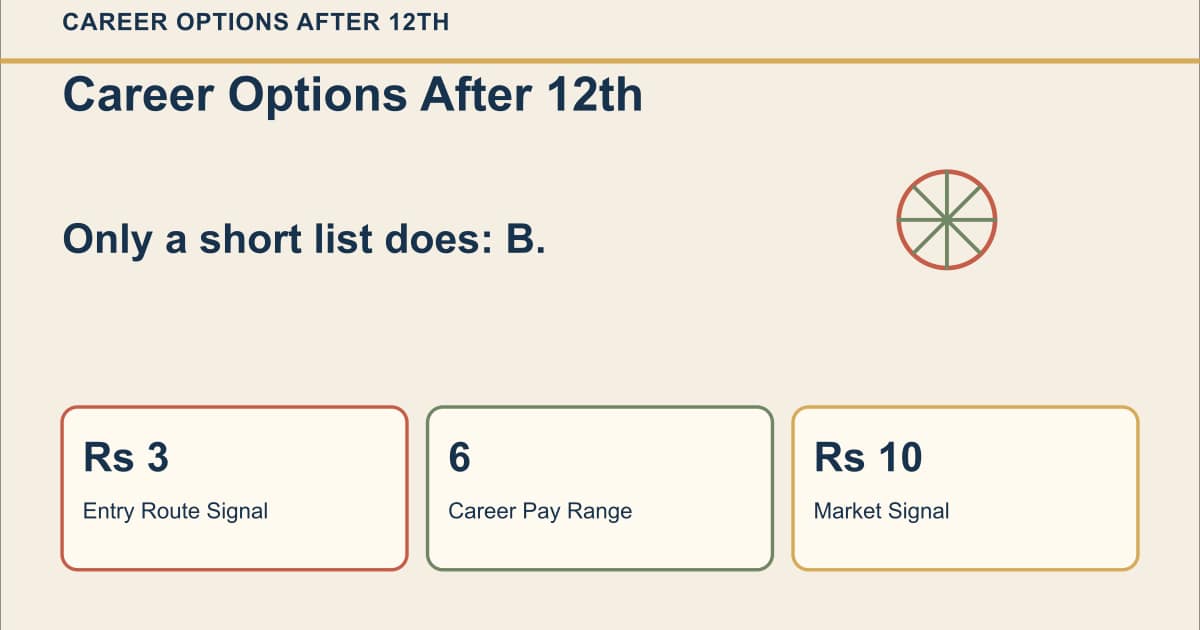 CAREER OPTIONS AFTER 12TH
Career Options After 12th
Only a short list does: B.
Rs 3
Entry Route Signal
6
Career Pay Range
Rs 10
Market Signal